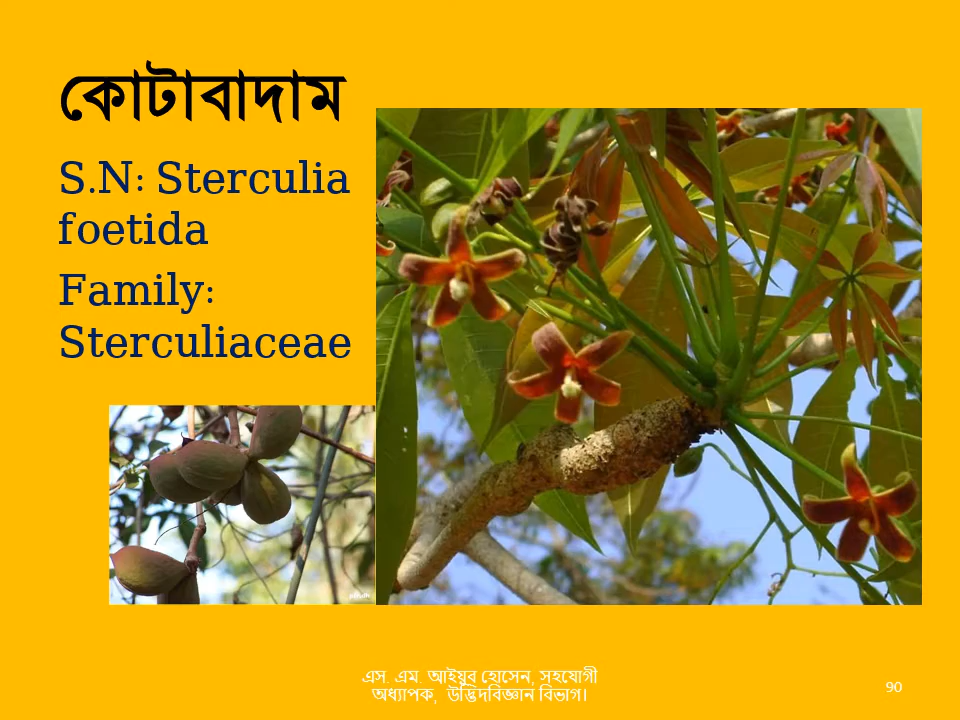 কোটাবাদাম
S.N: Sterculia
foetida
Family:
Sterculiaceae
এস. এম. আইয়ুব হোসেন, সহযোগী
অধ্যাপক, উদ্ভিদবিজ্ঞান বিভাগ।
90